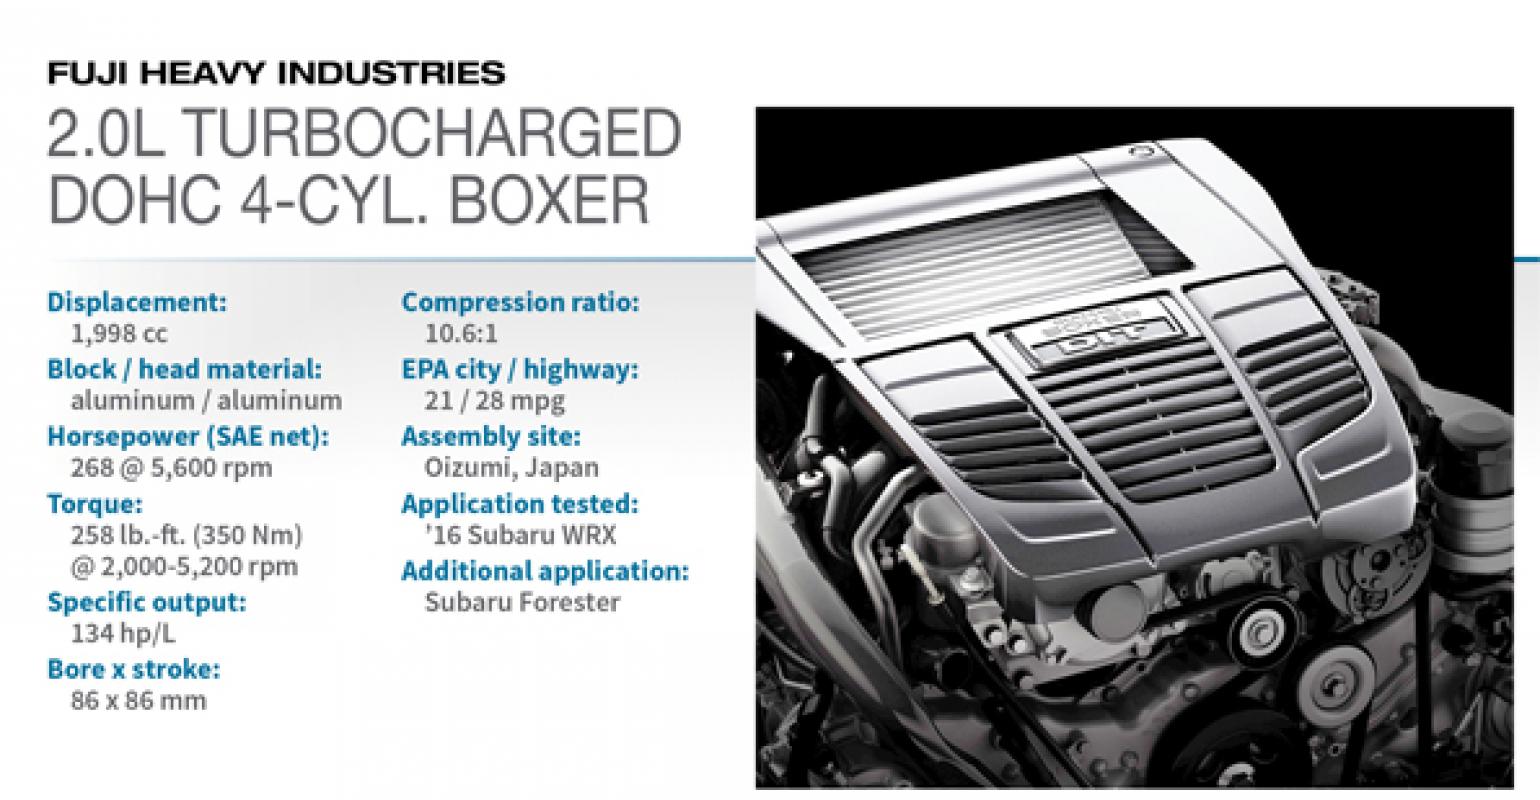 FUJI HEAVY INDUSTRIES
2.0L TURBOCHARGED
DOHC 4-CYL. BOXER
Displacement:
1,998 cc
Block / head material:
aluminum / aluminum
Horsepower (SAE net):
268 @ 5,600 rpm
Torque:
258 lb.-ft. (350 Nm)
@ 2,000-5,200 rpm
Specific output:
134 hp/L
Bore x stroke:
86 x 86 mm
Compression ratio:
10.6:1
EPA city / highway:
21 / 28 mpg
Assembly site:
Oizumi, Japan
Application tested:
'16 Subaru WRX
Additional application:
Subaru Forester
BOXER
DIT